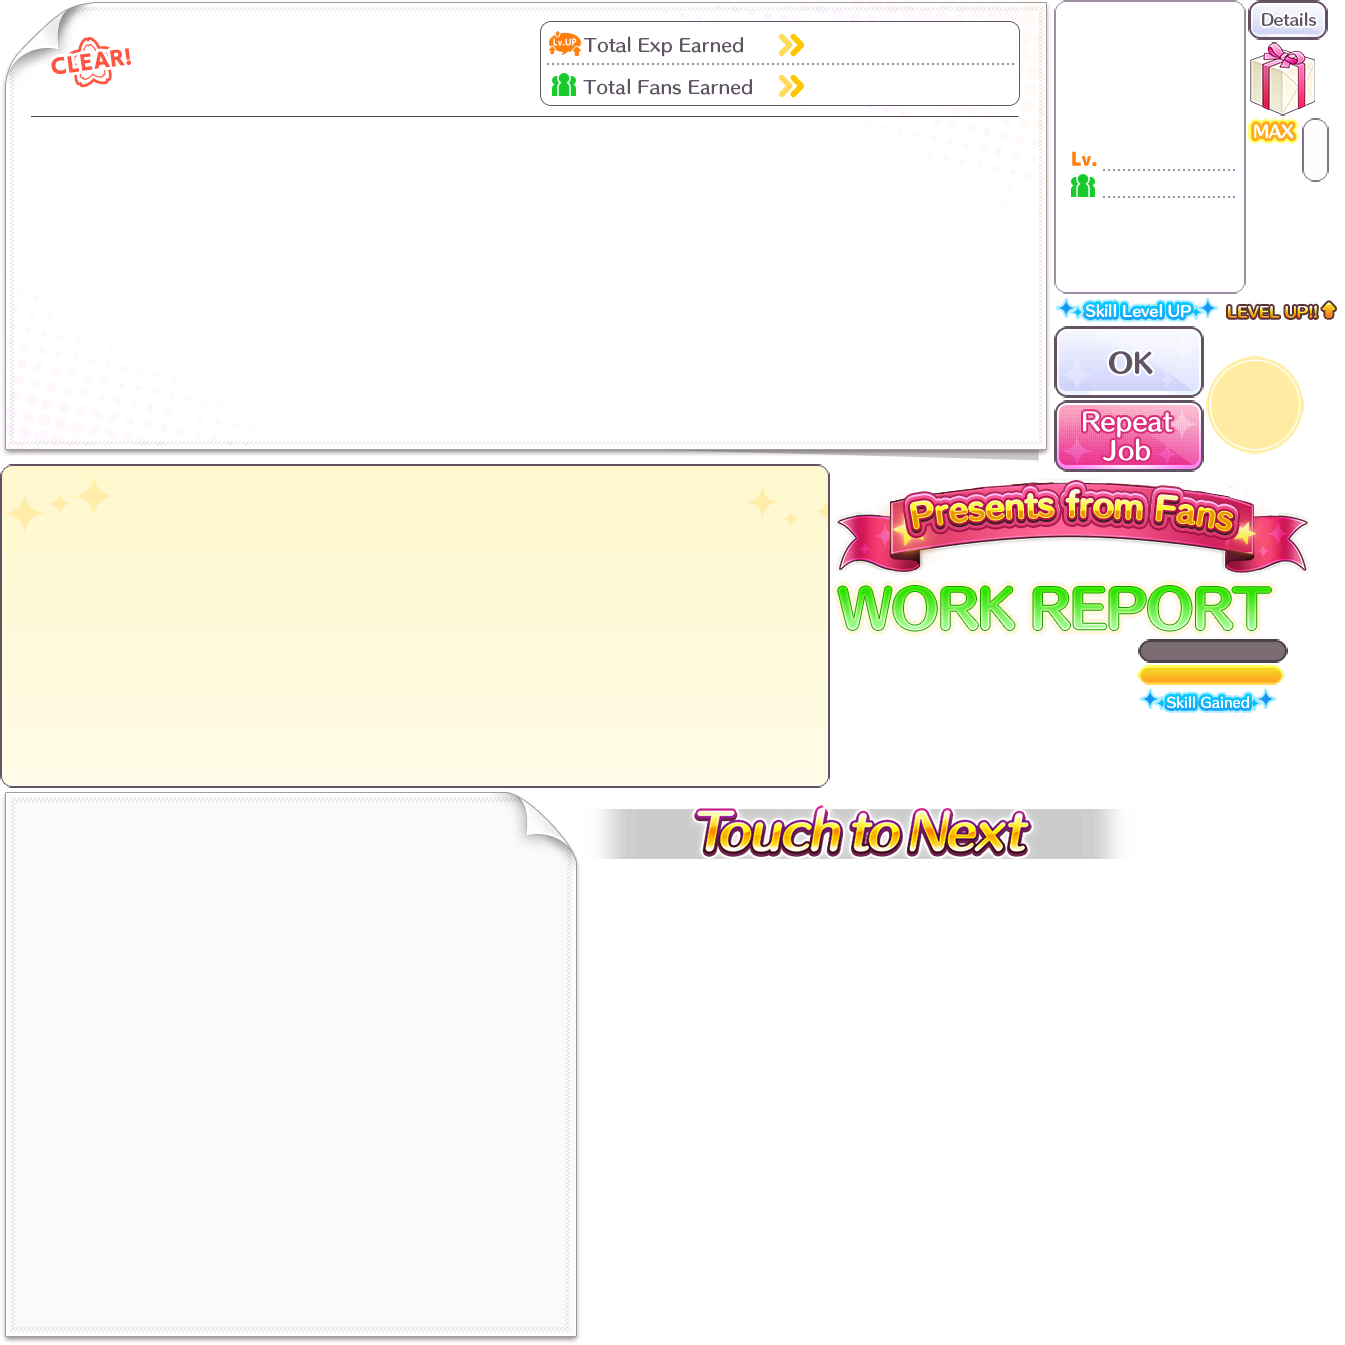 CLEAR!
Lv.UP Total Exp Earned
Total Fans Earned
Details
MAX
Lv.
Skill Level UP
LEVEL UP!!
OK
Repeat
Job
Presents from Fans
WORK REPORT
Skill Gained
Touch to Next